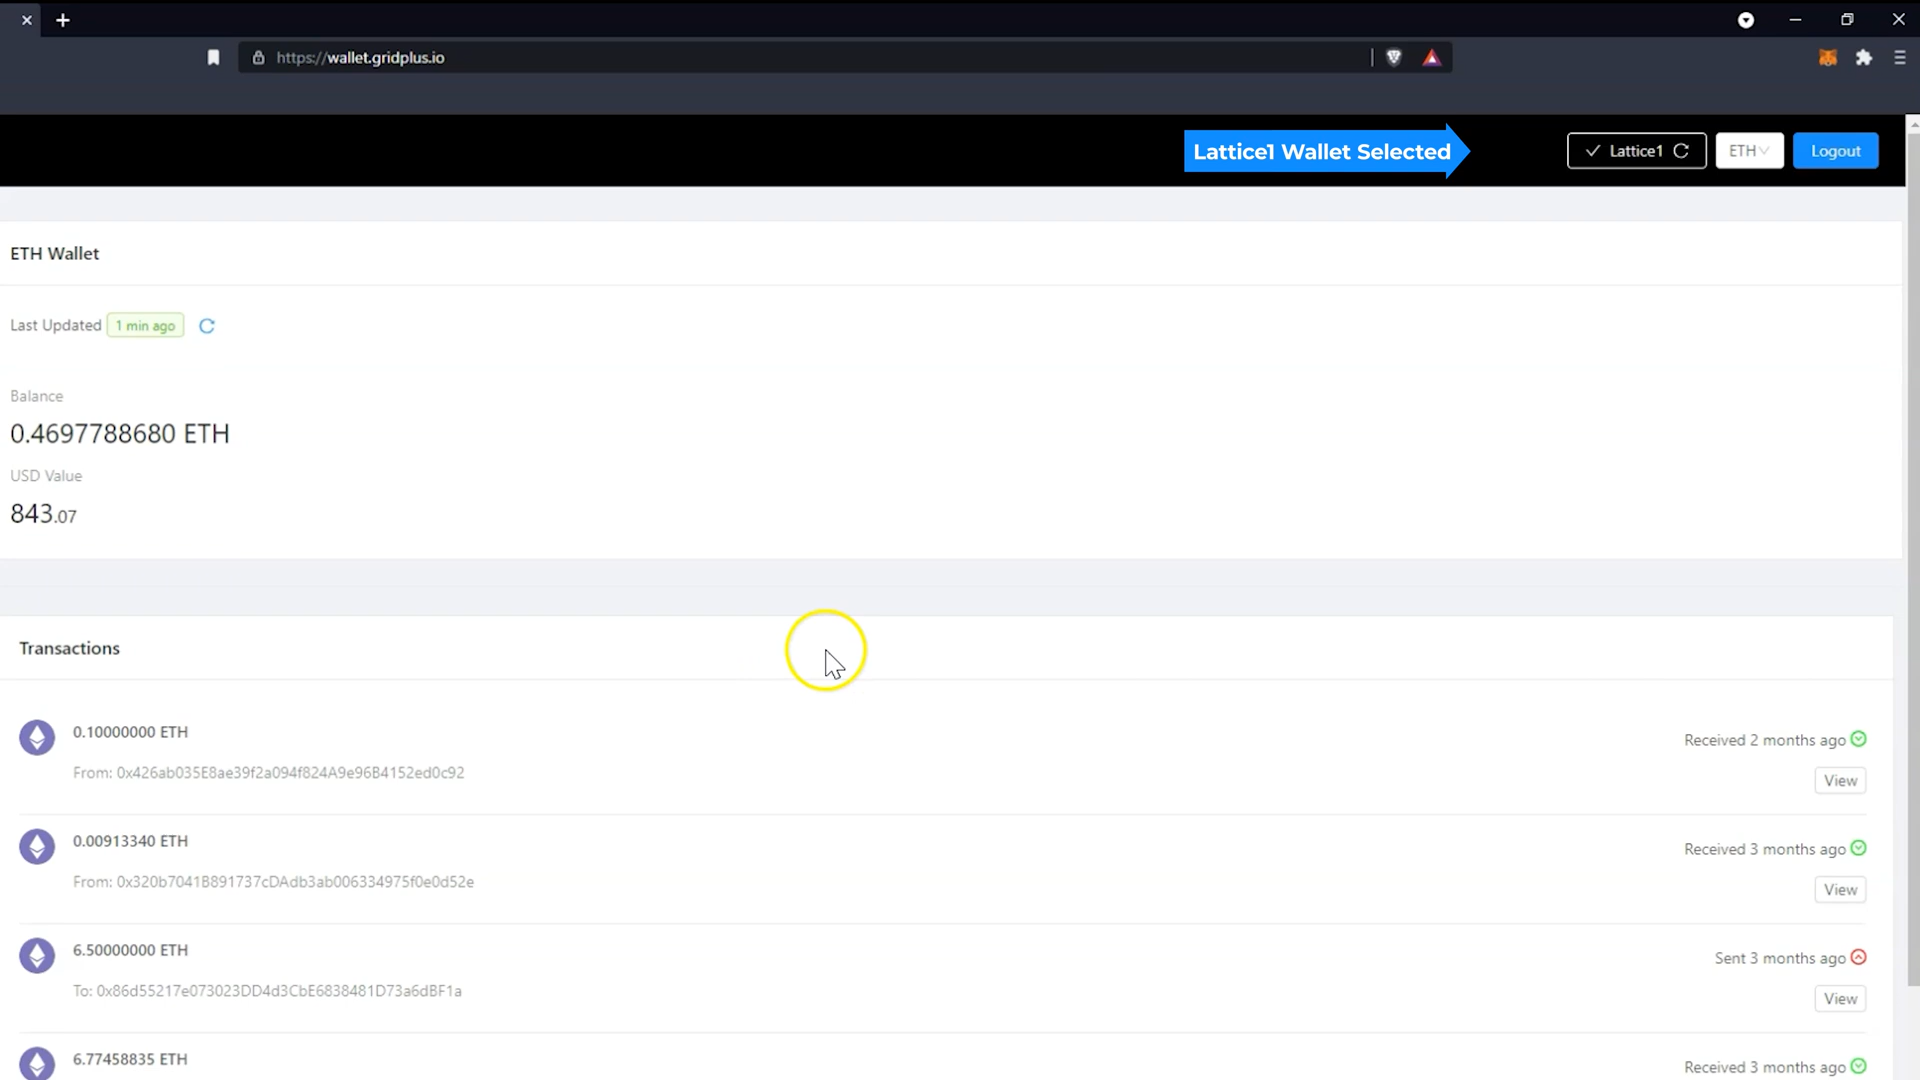 https://wallet.gridplus.io
Lattice1 Wallet Selected
Lattice1
ETH
Logout
ETH Wallet
Last Updated 1 min ago
Balance
0.4697788680 ETH
USD Value
843.07
Transactions
0.10000000 ETH
Received 2 months ago
From: 0x426ab035E8ae39f2a094f824A9e96B4152ed0c92
View
0.00913340 ETH
Received 3 months ago
From: 0x320b7041B891737cDAdb3ab006334975f0e0d52e
View
6.50000000 ETH
Sent 3 months ago
To: 0x86d55217e073023DD4d3CbE6838481D73a6dBF1a
View
6.77458835 ETH
Received 3 months ago